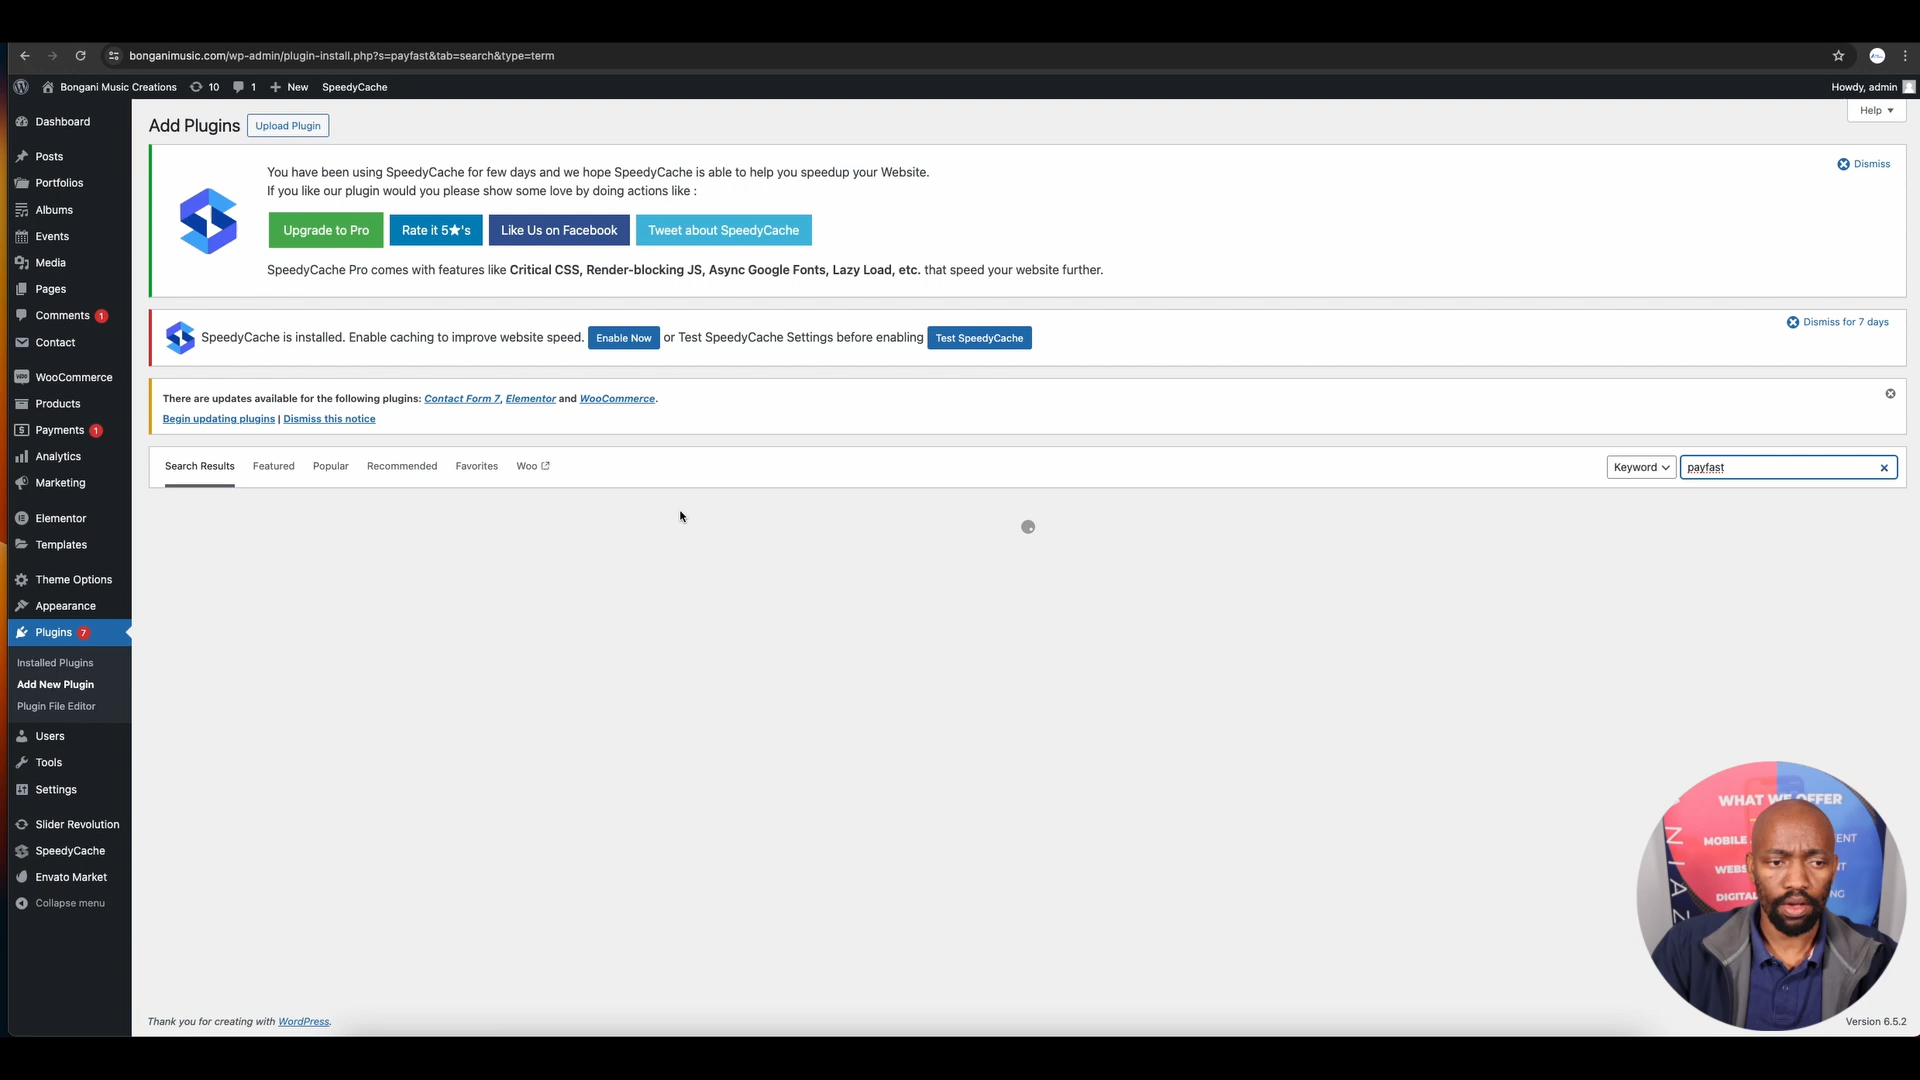 bonganimusic.com/wp-admin/plugin-install.php?s=payfast&tab=search&type=term
Bongani Music Creations 10 1 New SpeedyCache Howdy, admin
Help
Dashboard
Posts
Portfolios
Albums
Events
Media
Pages
Comments 1
Contact
WooCommerce
Products
Payments 1
Analytics
Marketing
Elementor
Templates
Theme Options
Appearance
Plugins 7
Installed Plugins
Add New Plugin
Plugin File Editor
Users
Tools
Settings
Slider Revolution
SpeedyCache
Envato Market
Collapse menu
Add Plugins Upload Plugin
You have been using SpeedyCache for few days and we hope SpeedyCache is able to help you speedup your Website.
Dismiss
If you like our plugin would you please show some love by doing actions like :
Upgrade to Pro Rate it 5★'s Like Us on Facebook Tweet about SpeedyCache
SpeedyCache Pro comes with features like Critical CSS, Render-blocking JS, Async Google Fonts, Lazy Load, etc. that speed your website further.
SpeedyCache is installed. Enable caching to improve website speed. Enable Now or Test SpeedyCache Settings before enabling Test SpeedyCache
Dismiss for 7 days
There are updates available for the following plugins: Contact Form 7, Elementor and WooCommerce.
Begin updating plugins | Dismiss this notice
Search Results Featured Popular Recommended Favorites Woo Keyword payfast
WHAT WE OFFER
MOBILE
DIGITAL
Thank you for creating with WordPress.
Version 6.5.2